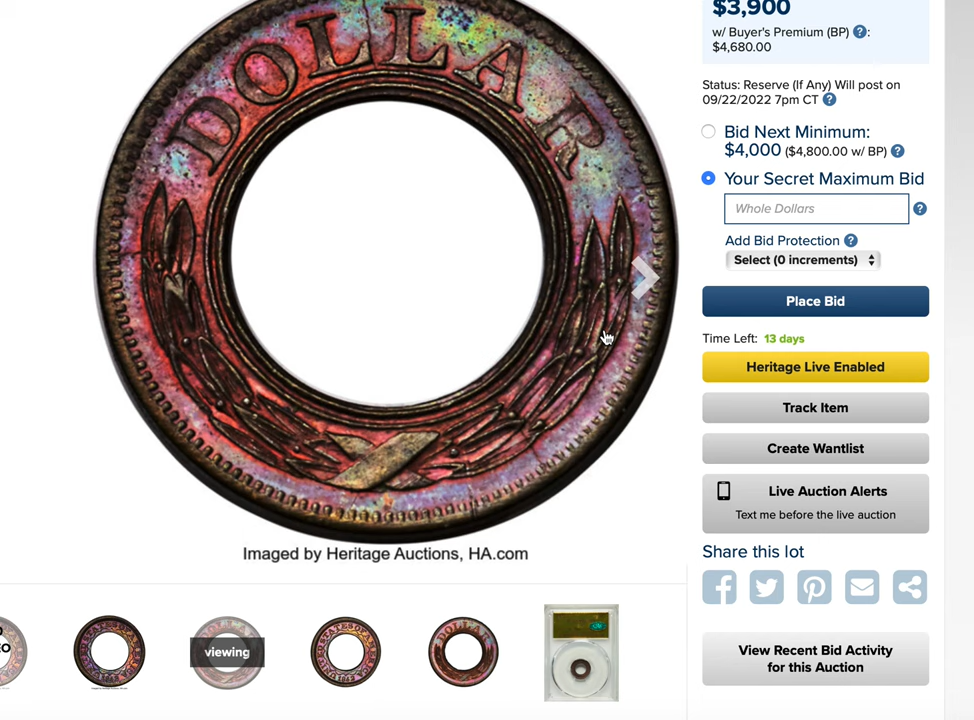 $3,900
w/ Buyer's Premium (BP) ?:
$4,680.00
Status: Reserve (If Any) Will post on
09/22/2022 7pm CT ?
Bid Next Minimum:
$4,000 ($4,800.00 w/ BP) ?
Your Secret Maximum Bid
Whole Dollars ?
Add Bid Protection ?
Select (0 increments)
Place Bid
Time Left: 13 days
Heritage Live Enabled
Track Item
Create Wantlist
Live Auction Alerts
Text me before the live auction
Share this lot
View Recent Bid Activity
for this Auction
DOLLAR
Imaged by Heritage Auctions, HA.com
viewing